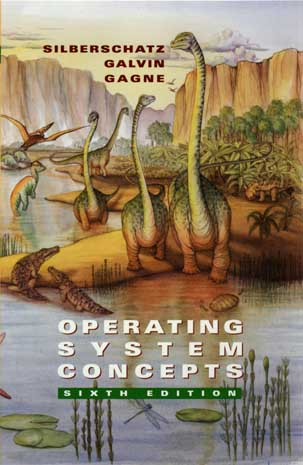 SILBERSCHATZ
GALVIN
GAGNE
OPERATING
SYSTEM
CONCEPTS
SIXTH EDITION